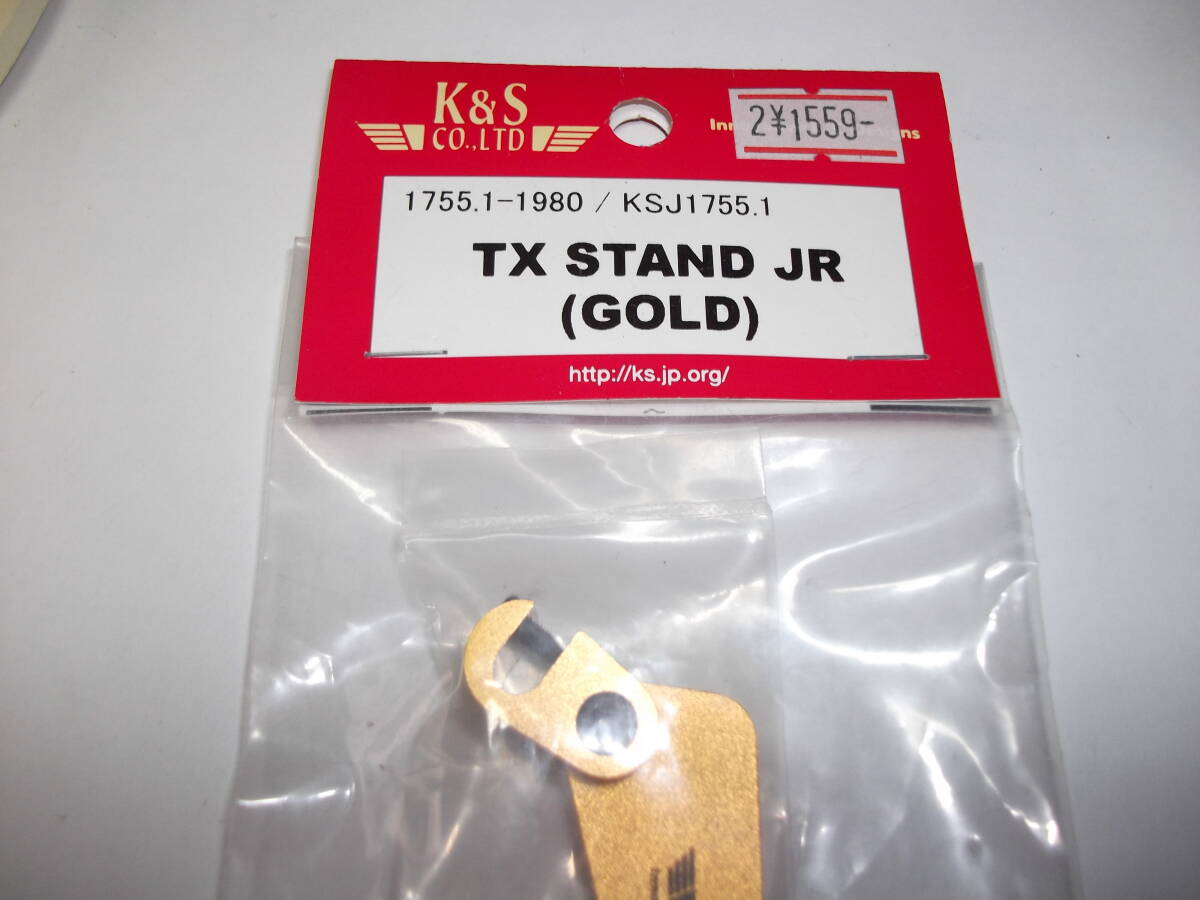 K&S
CO.,LTD
2¥1559-
1755.1-1980 / KSJ1755.1
TX STAND JR
(GOLD)
http://ks.jp.org/